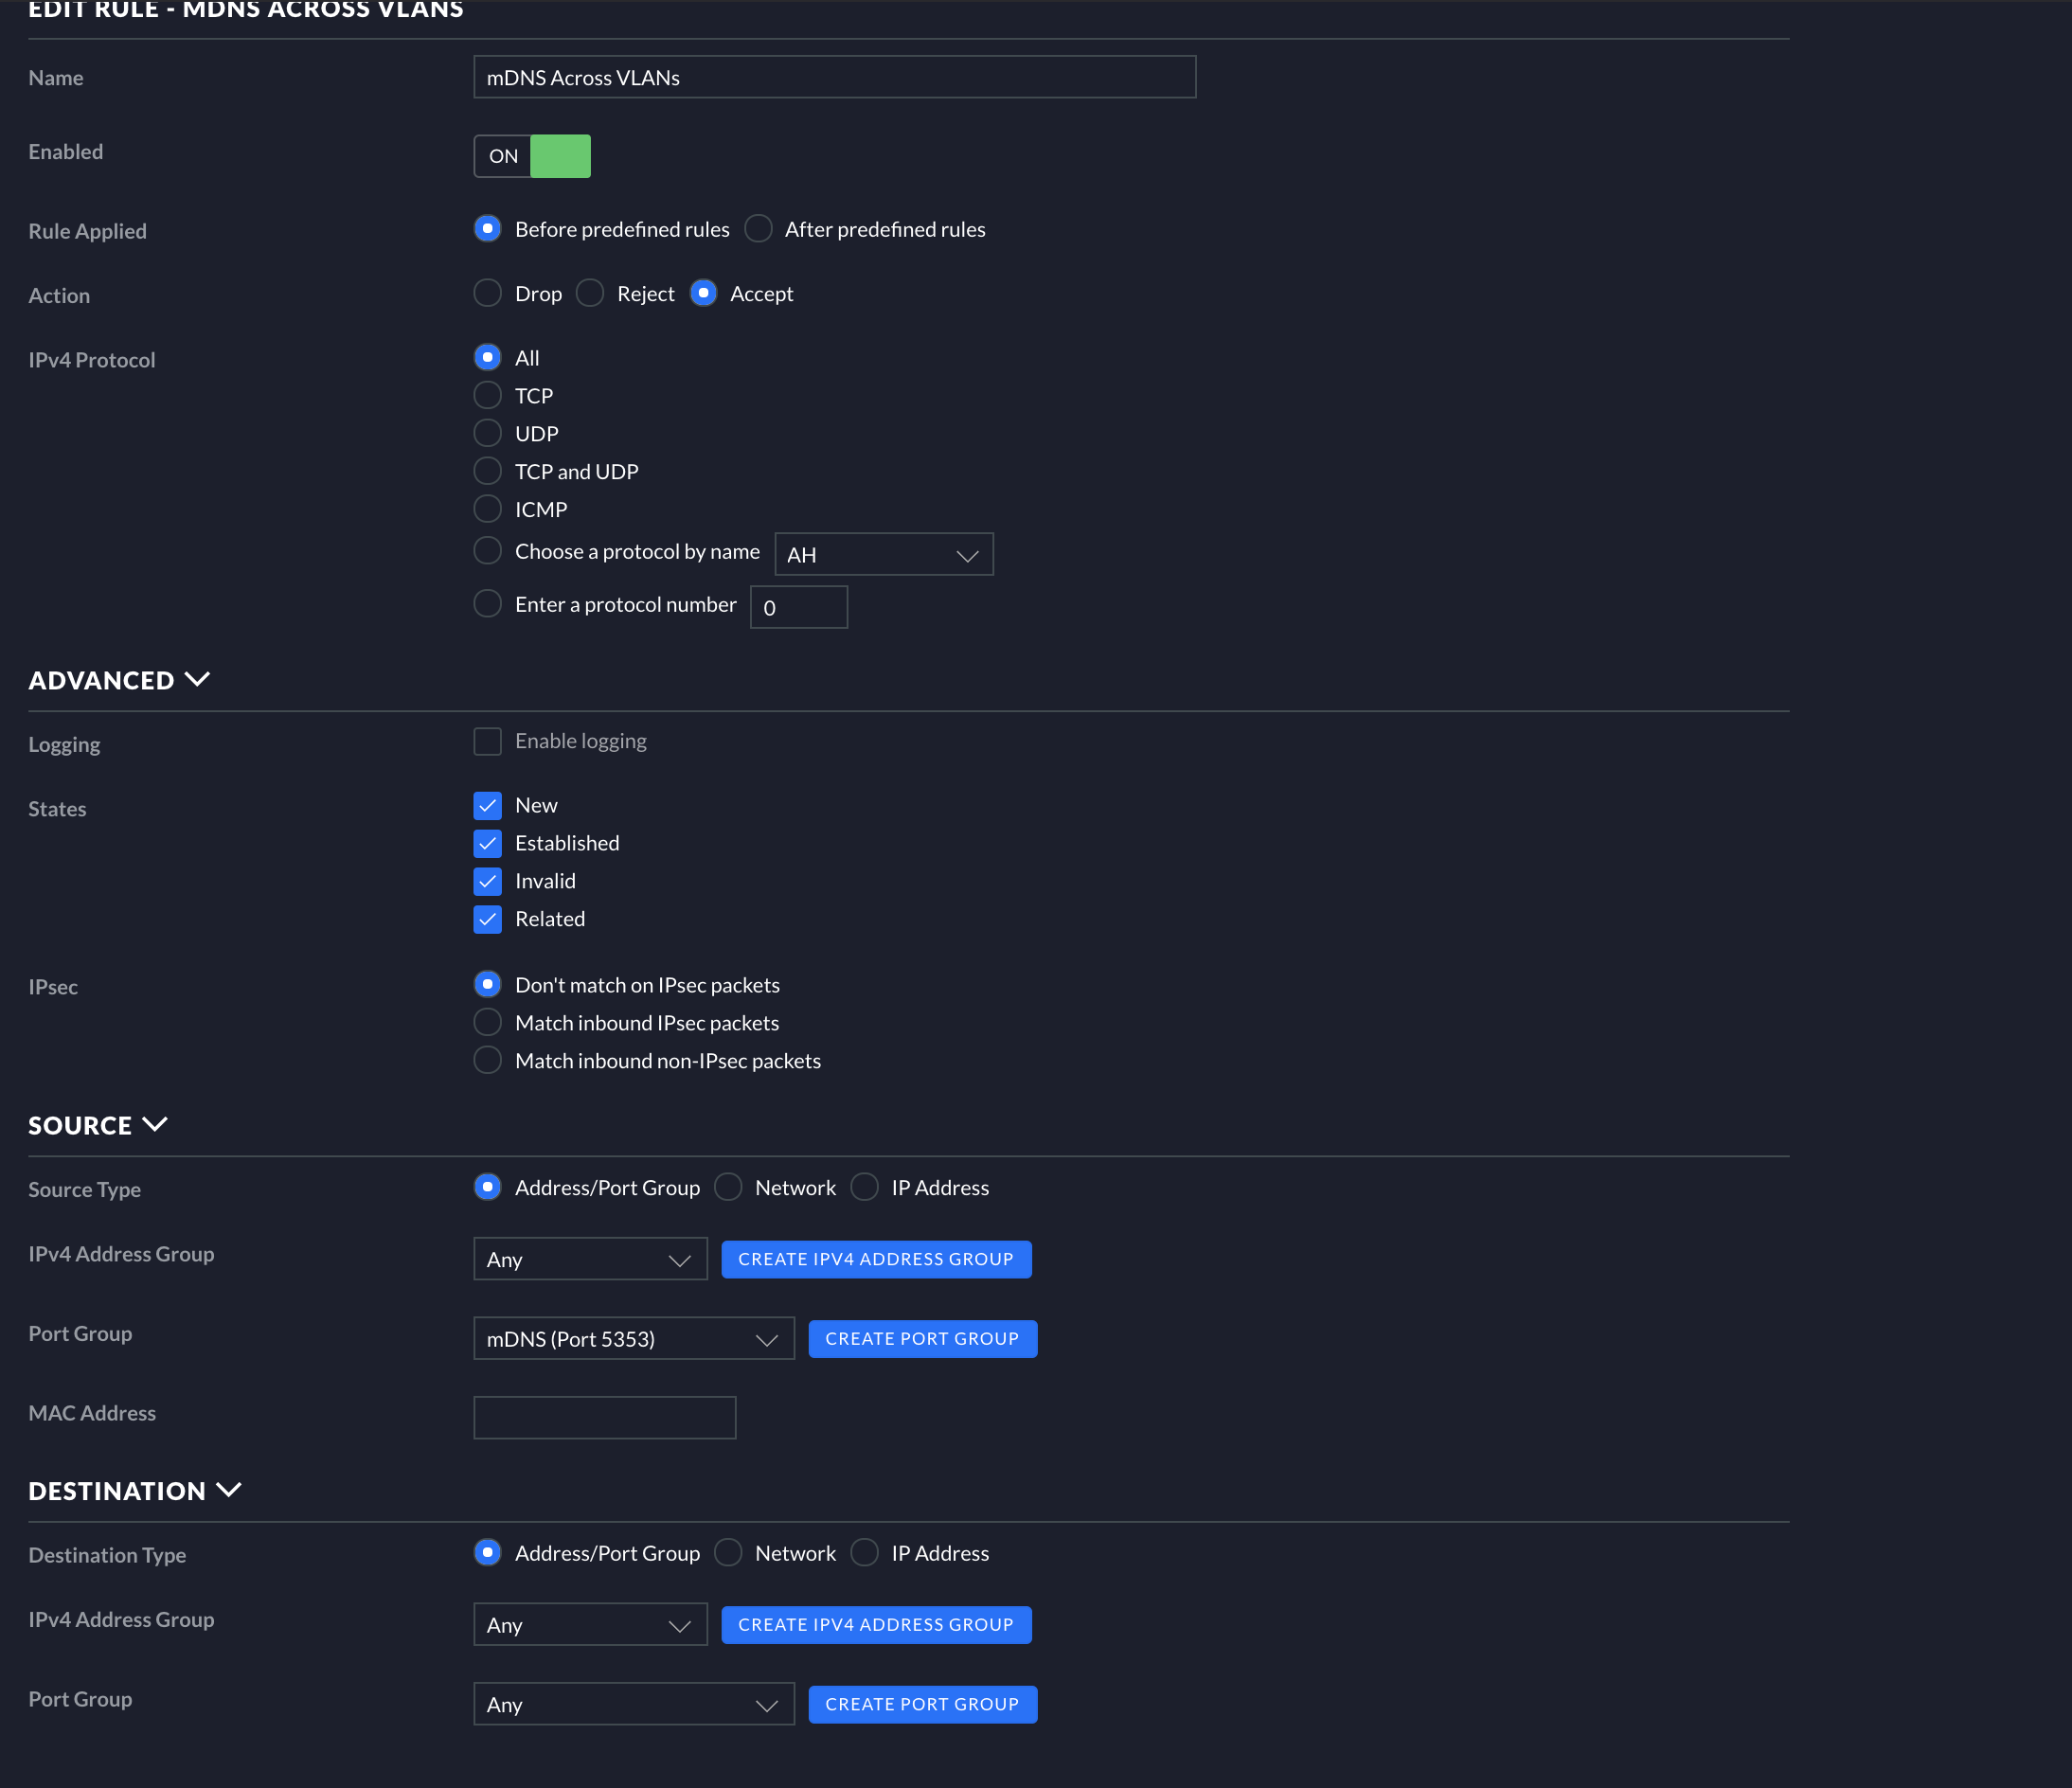 EDIT RULE - MDNS ACROSS VLANS
Name
mDNS Across VLANs
Enabled
ON
Rule Applied
Before predefined rules
After predefined rules
Action
Drop
Reject
Accept
IPv4 Protocol
All
TCP
UDP
TCP and UDP
ICMP
Choose a protocol by name
AH
Enter a protocol number
0
ADVANCED
Logging
Enable logging
States
New
Established
Invalid
Related
IPsec
Don't match on IPsec packets
Match inbound IPsec packets
Match inbound non-IPsec packets
SOURCE
Source Type
Address/Port Group
Network
IP Address
IPv4 Address Group
Any
CREATE IPV4 ADDRESS GROUP
Port Group
mDNS (Port 5353)
CREATE PORT GROUP
MAC Address
DESTINATION
Destination Type
Address/Port Group
Network
IP Address
IPv4 Address Group
Any
CREATE IPV4 ADDRESS GROUP
Port Group
Any
CREATE PORT GROUP